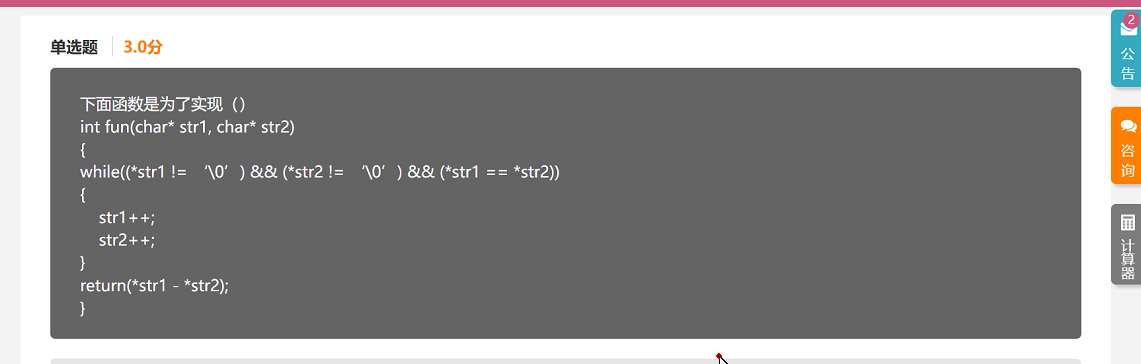 单选题 3.0分
下面函数是为了实现（）
int fun(char* str1, char* str2)
{
while((*str1 != ‘\0’) && (*str2 != ‘\0’) && (*str1 == *str2))
{
str1++;
str2++;
}
return(*str1 - *str2);
}
2
公告
咨询
计算器